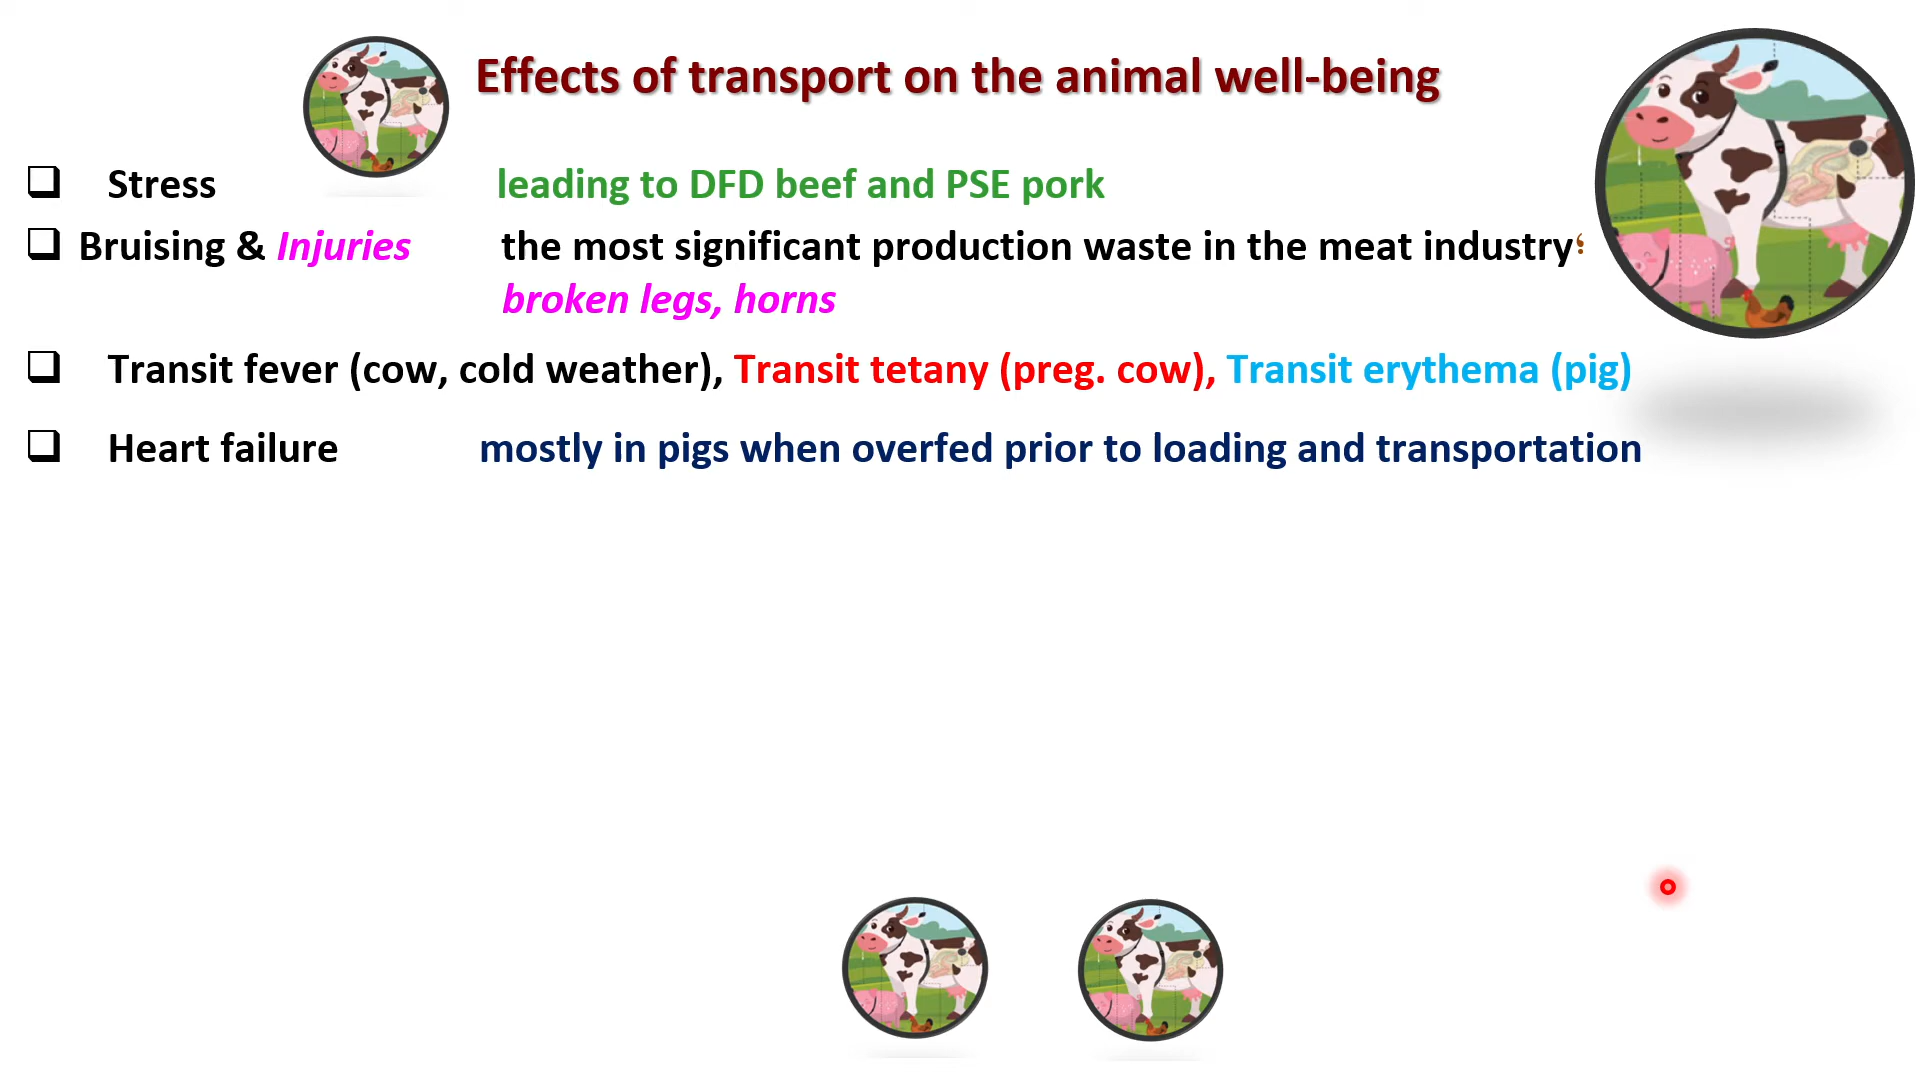 Effects of transport on the animal well-being
❑ Stress leading to DFD beef and PSE pork
❑ Bruising & Injuries the most significant production waste in the meat industry؛
broken legs, horns
❑ Transit fever (cow, cold weather), Transit tetany (preg. cow), Transit erythema (pig)
❑ Heart failure mostly in pigs when overfed prior to loading and transportation